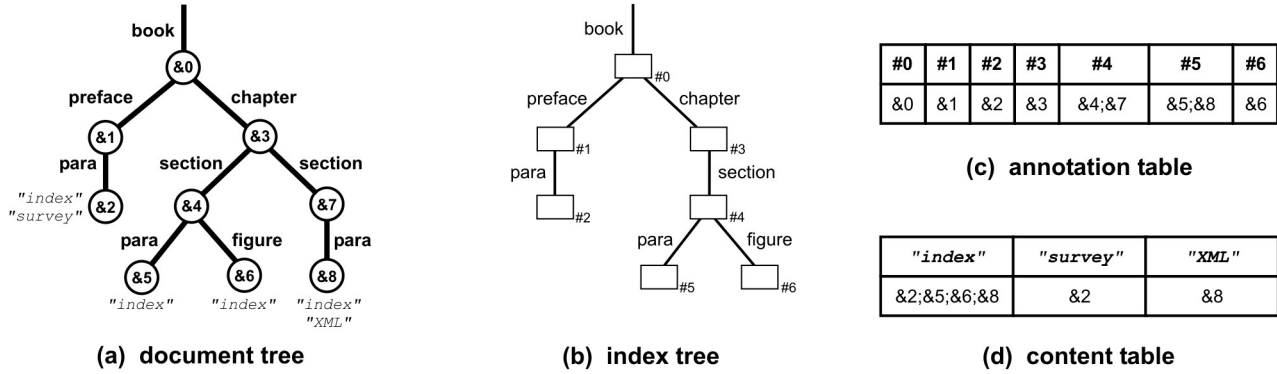 book
&0
preface chapter
&1
&3
para section section
"index"
"survey"
&2
&4
&7
para figure para
&5
&6
&8
"index" "index" "index"
"XML"
(a) document tree
book
#0
preface chapter
#1
#3
para section
#2
#4
para figure
#5
#6
(b) index tree
#0 #1 #2 #3 #4 #5 #6
&0 &1 &2 &3 &4;&7 &5;&8 &6
(c) annotation table
"index" "survey" "XML"
&2;&5;&6;&8 &2 &8
(d) content table